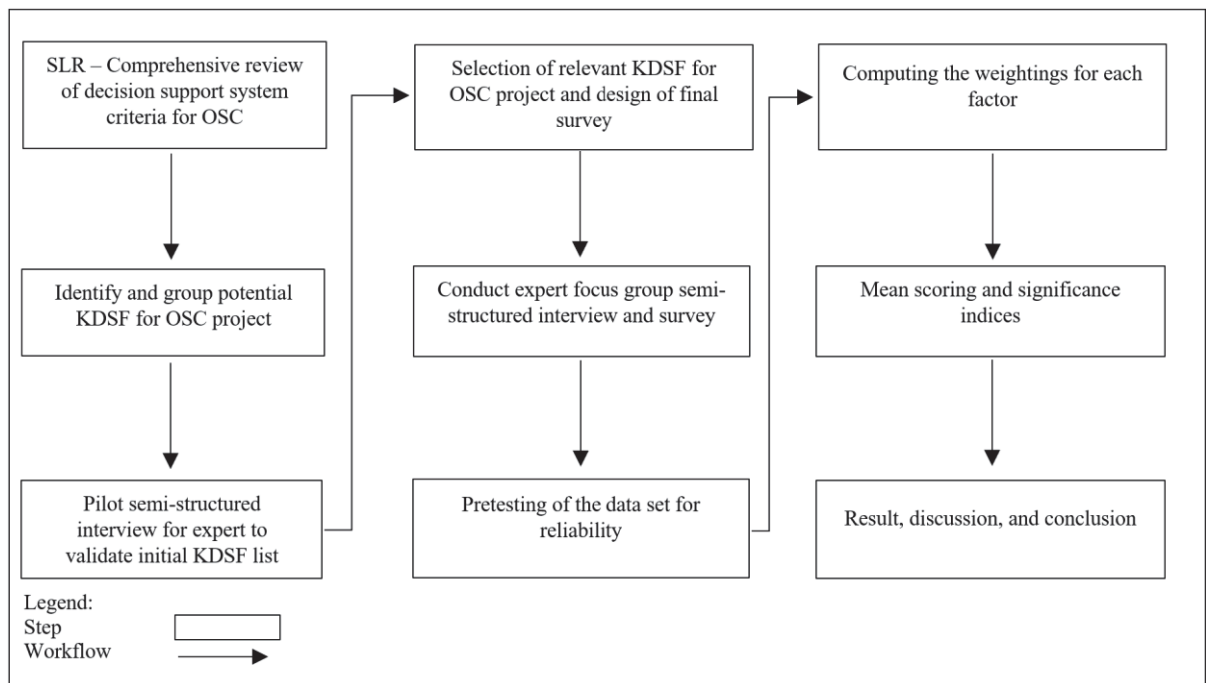 SLR – Comprehensive review
of decision support system
criteria for OSC
Identify and group potential
KDSF for OSC project
Pilot semi-structured
interview for expert to
validate initial KDSF list
Selection of relevant KDSF for
OSC project and design of final
survey
Conduct expert focus group semi-
structured interview and survey
Pretesting of the data set for
reliability
Computing the weightings for each
factor
Mean scoring and significance
indices
Result, discussion, and conclusion
Legend:
Step
Workflow